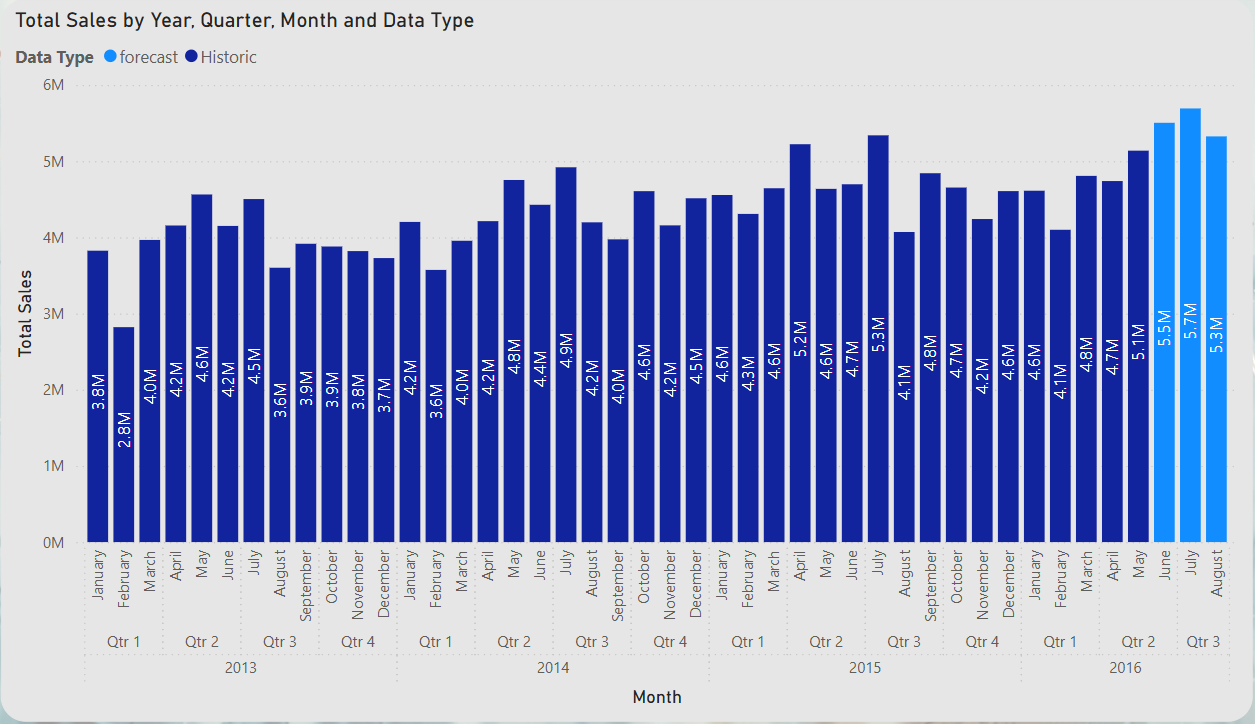 Total Sales by Year, Quarter, Month and Data Type
Data Type forecast Historic
6M
5M
4M
3M
2M
1M
0M
Total Sales
3.8M 2.8M 4.0M 4.2M 4.6M 4.2M 4.5M 3.6M 3.9M 3.9M 3.8M 3.7M 4.2M 3.6M 4.0M 4.2M 4.8M 4.4M 4.9M 4.2M 4.0M 4.6M 4.2M 4.5M 4.6M 4.3M 4.6M 5.2M 4.6M 4.7M 5.3M 4.1M 4.8M 4.7M 4.2M 4.6M 4.6M 4.1M 4.8M 4.7M 5.1M 5.5M 5.7M 5.3M
January February March April May June July August September October November December January February March April May June July August September October November December January February March April May June July August September October November December January February March April May June July August
Qtr 1 Qtr 2 Qtr 3 Qtr 4 Qtr 1 Qtr 2 Qtr 3 Qtr 4 Qtr 1 Qtr 2 Qtr 3 Qtr 4 Qtr 1 Qtr 2 Qtr 3
2013 2014 2015 2016
Month